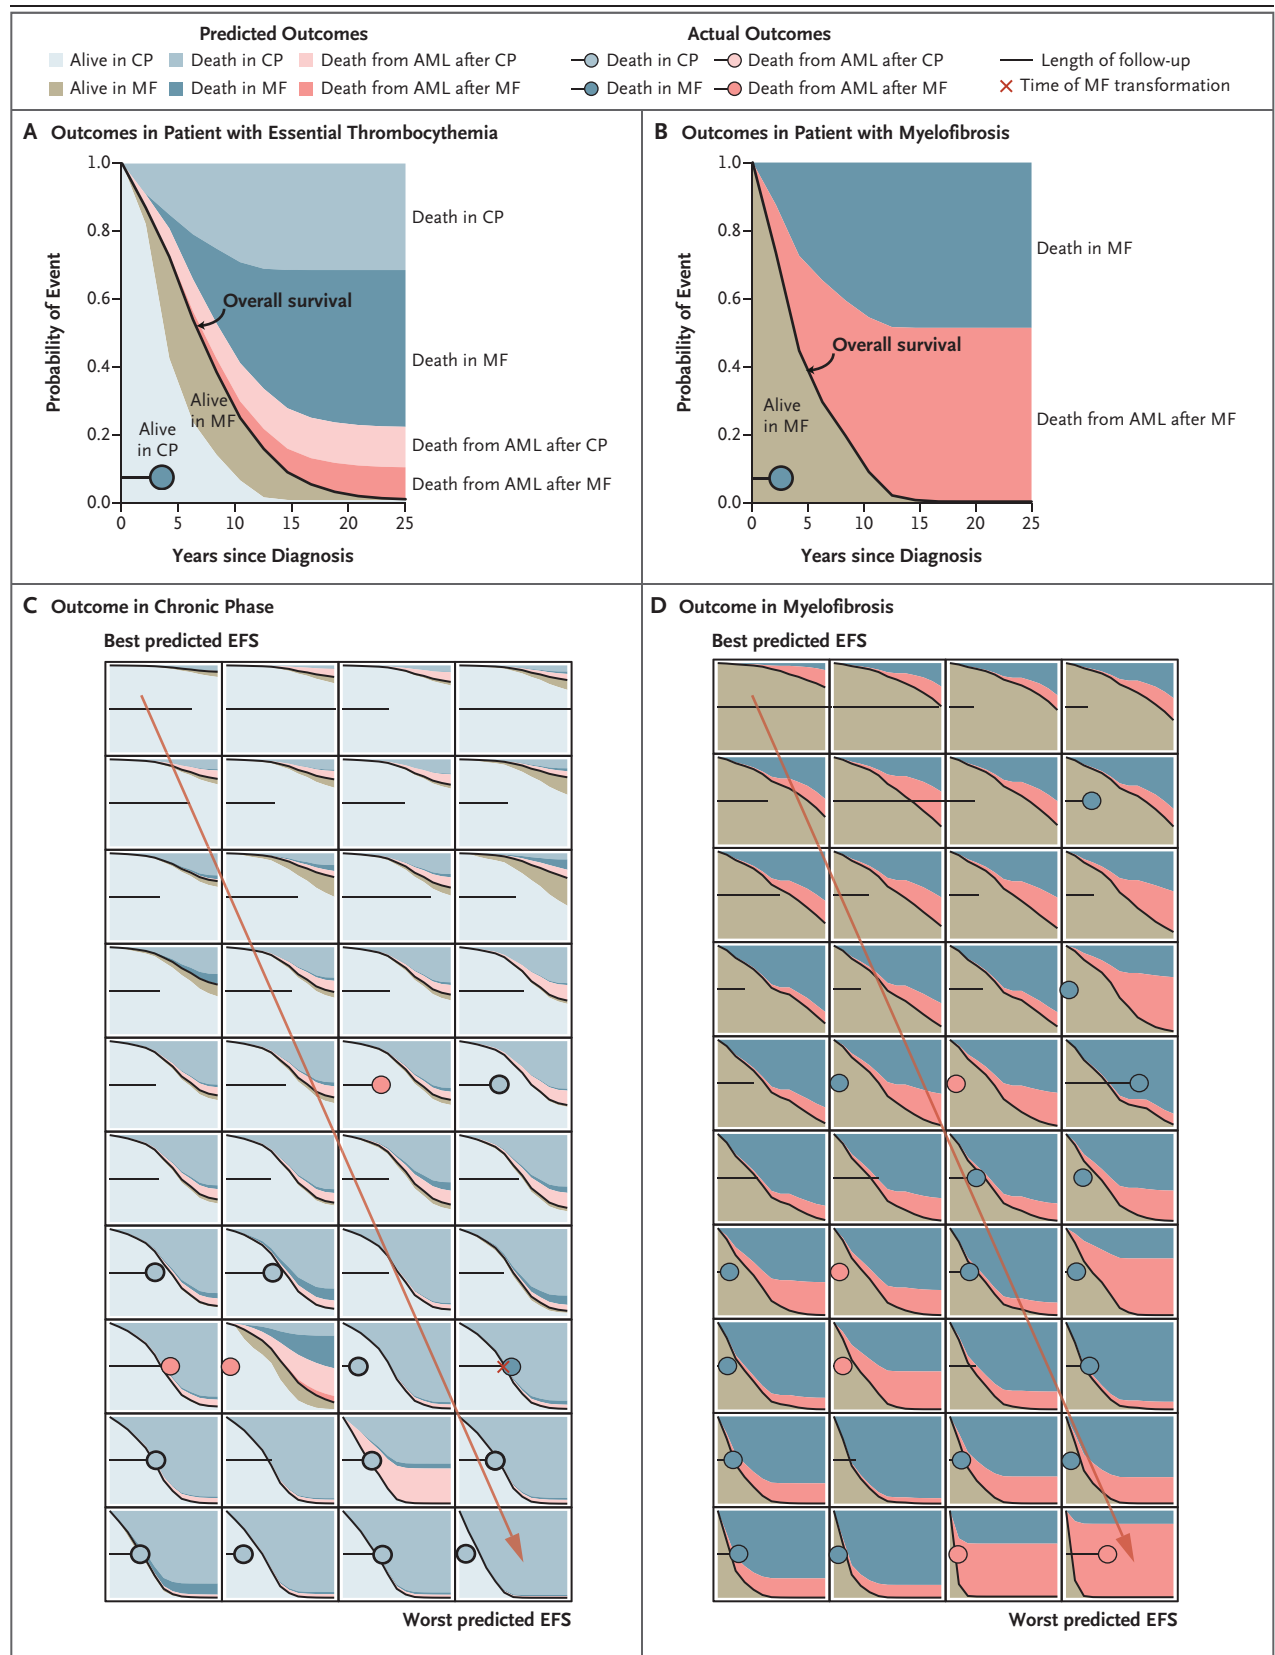 Predicted Outcomes
Actual Outcomes
Alive in CP
Death in CP
Death from AML after CP
Death in CP
Death from AML after CP
Length of follow-up
Alive in MF
Death in MF
Death from AML after MF
Death in MF
Death from AML after MF
Time of MF transformation
A Outcomes in Patient with Essential Thrombocythemia
1.0
0.8
0.6
0.4
0.2
0.0
Probability of Event
Death in CP
Overall survival
Death in MF
Alive
in MF
Alive
in CP
Death from AML after CP
Death from AML after MF
0 5 10 15 20 25
Years since Diagnosis
B Outcomes in Patient with Myelofibrosis
1.0
0.8
0.6
0.4
0.2
0.0
Probability of Event
Death in MF
Overall survival
Alive
in MF
Death from AML after MF
0 5 10 15 20 25
Years since Diagnosis
C Outcome in Chronic Phase
Best predicted EFS
Worst predicted EFS
D Outcome in Myelofibrosis
Best predicted EFS
Worst predicted EFS